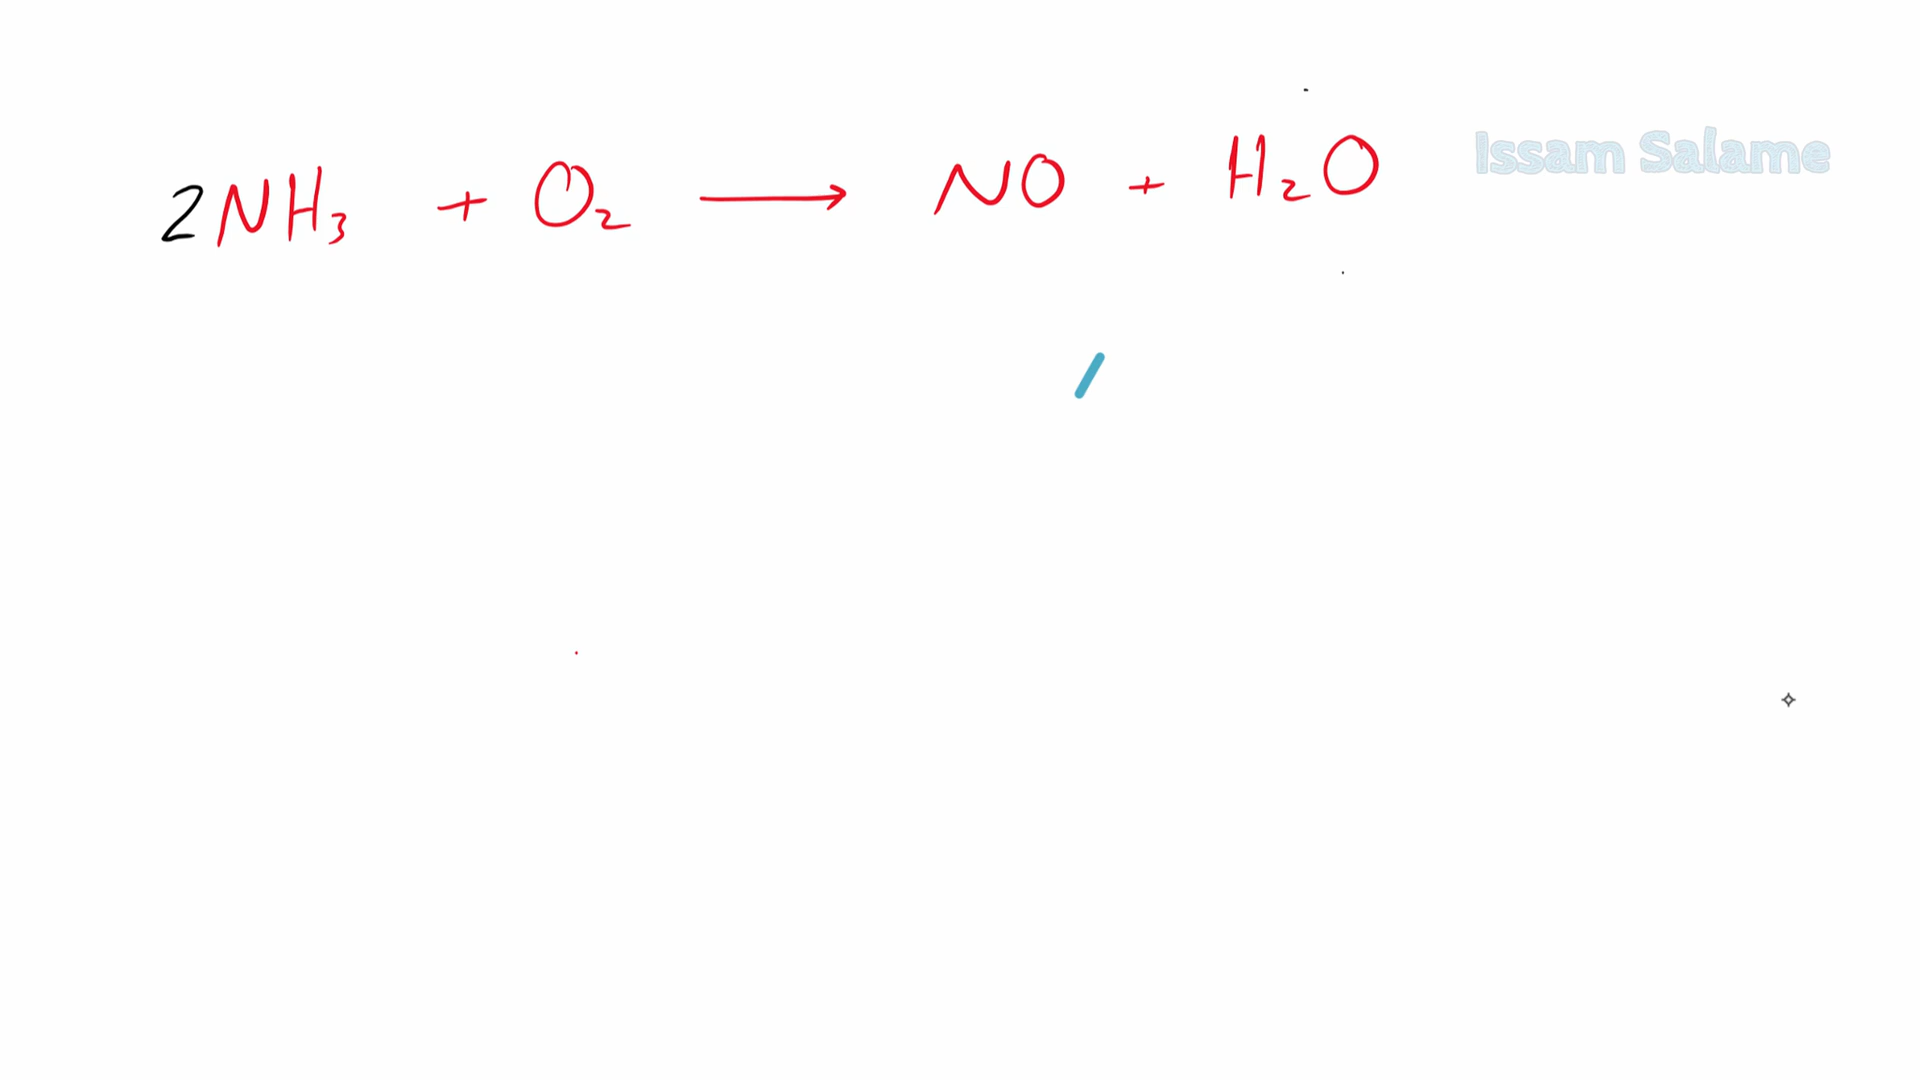 2NH₃ + O₂ ⟶ NO + H₂O
Issam Salame